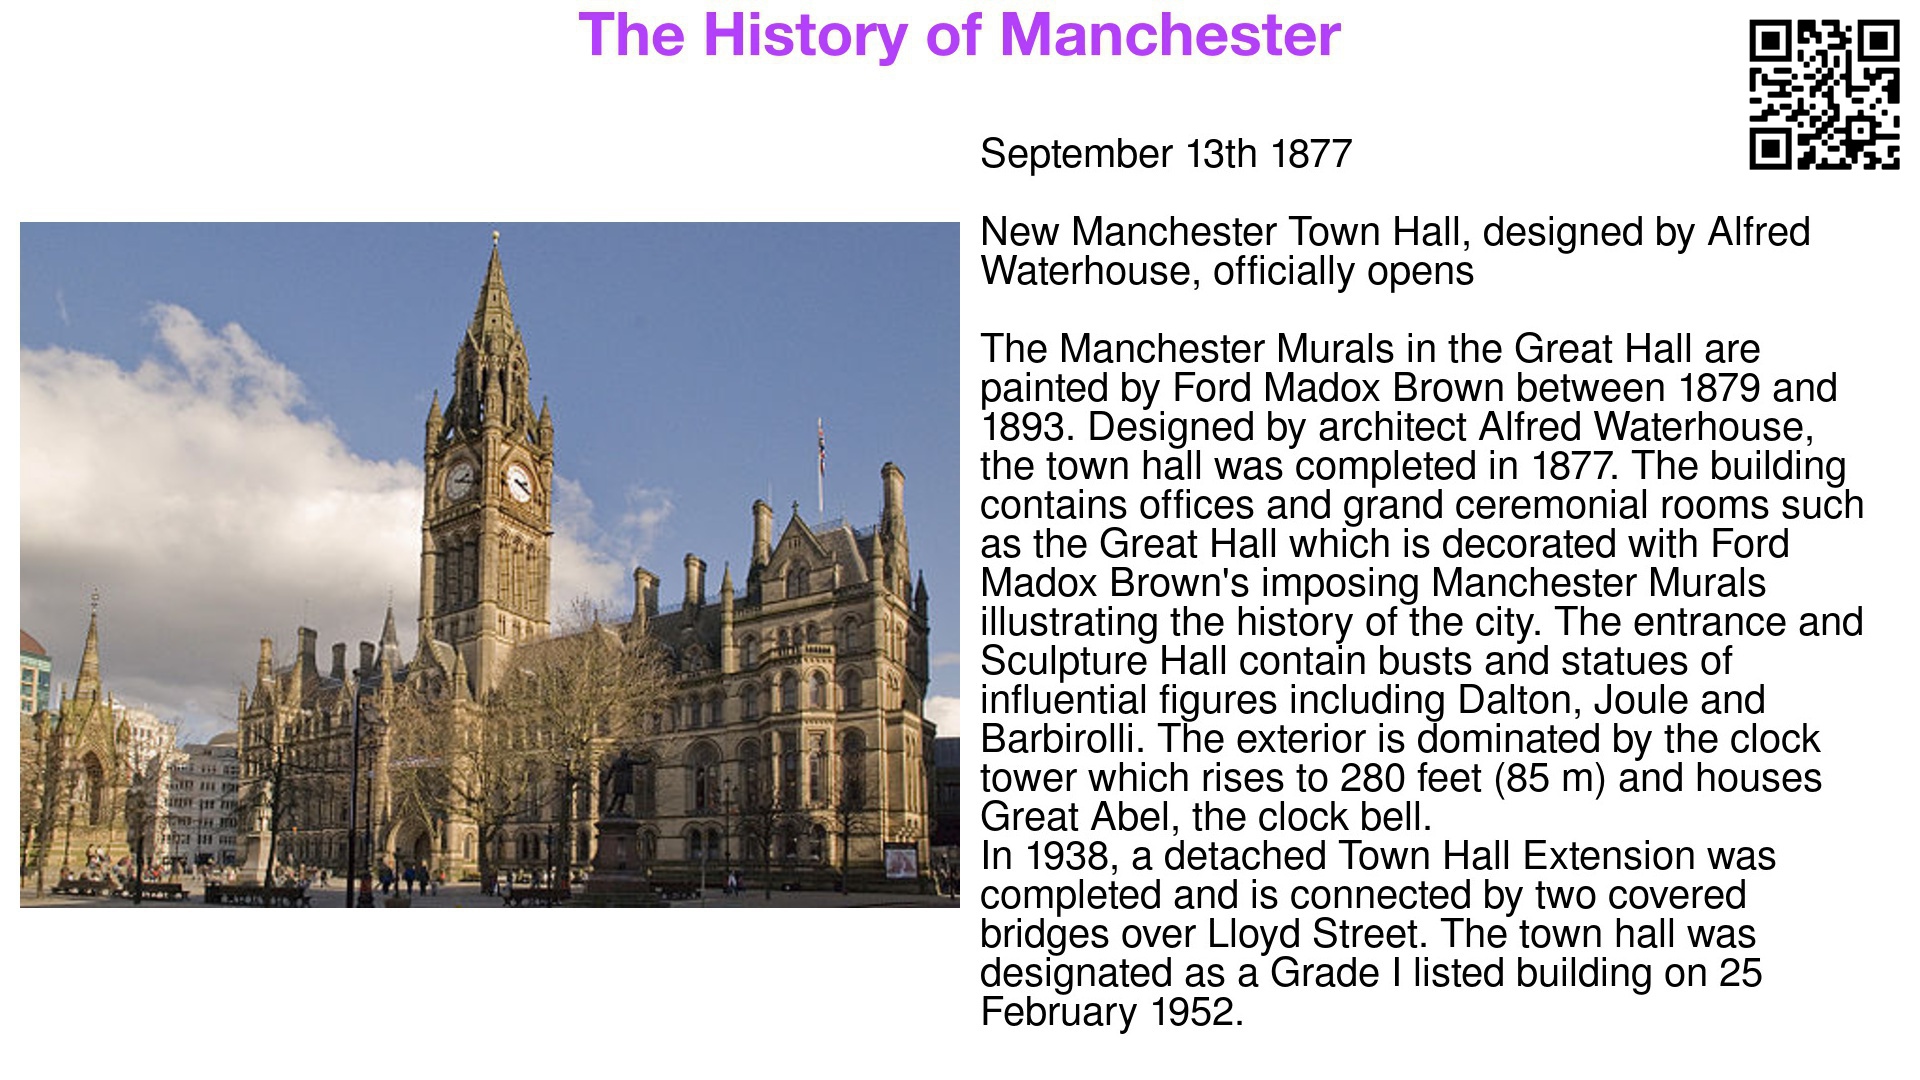 The History of Manchester
September 13th 1877
New Manchester Town Hall, designed by Alfred
Waterhouse, officially opens
The Manchester Murals in the Great Hall are
painted by Ford Madox Brown between 1879 and
1893. Designed by architect Alfred Waterhouse,
the town hall was completed in 1877. The building
contains offices and grand ceremonial rooms such
as the Great Hall which is decorated with Ford
Madox Brown's imposing Manchester Murals
illustrating the history of the city. The entrance and
Sculpture Hall contain busts and statues of
influential figures including Dalton, Joule and
Barbirolli. The exterior is dominated by the clock
tower which rises to 280 feet (85 m) and houses
Great Abel, the clock bell.
In 1938, a detached Town Hall Extension was
completed and is connected by two covered
bridges over Lloyd Street. The town hall was
designated as a Grade I listed building on 25
February 1952.